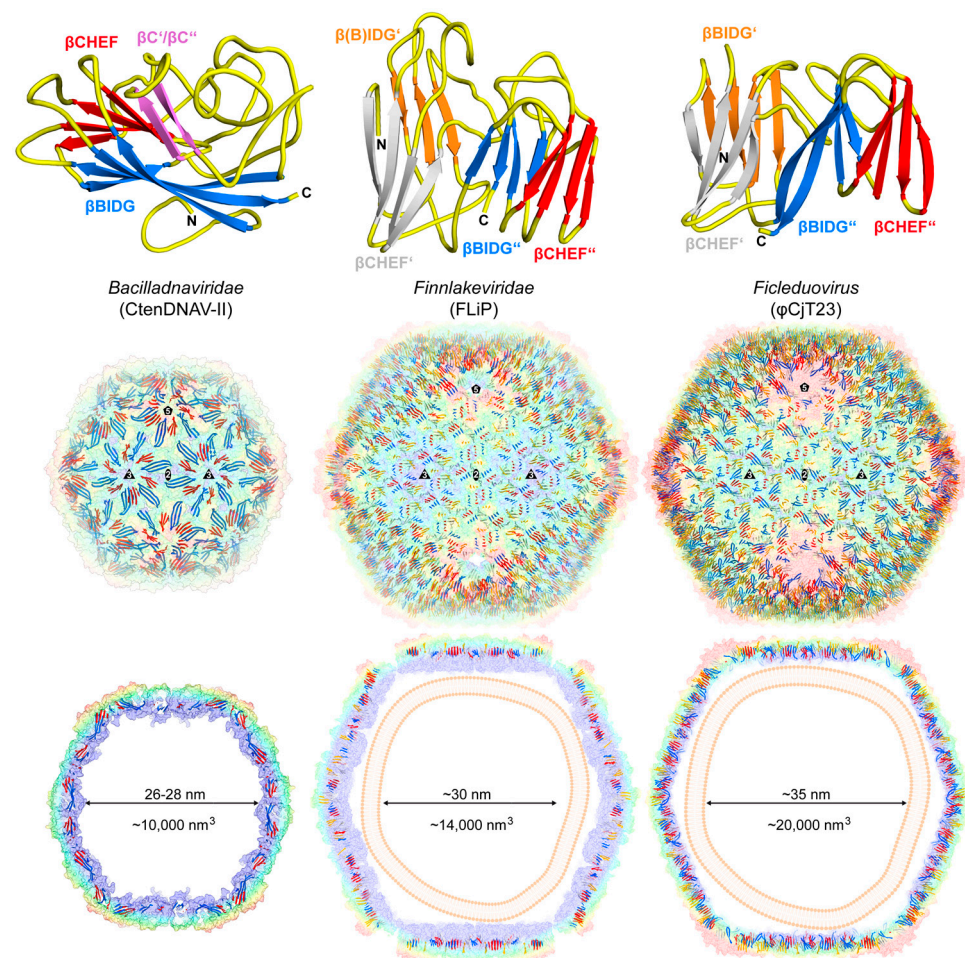 βCHEF
βC‘/βC“
βBIDG
N
C
β(B)IDG‘
N
C
βBIDG“
βCHEF‘
βCHEF“
βBIDG‘
N
C
βCHEF‘
βBIDG“
βCHEF“
Bacilladnaviridae
(CtenDNAV-II)
Finnlakeviridae
(FLiP)
Ficleduovirus
(φCjT23)
5
3
2
3
5
3
2
3
5
3
2
3
26-28 nm
~10,000 nm³
~30 nm
~14,000 nm³
~35 nm
~20,000 nm³